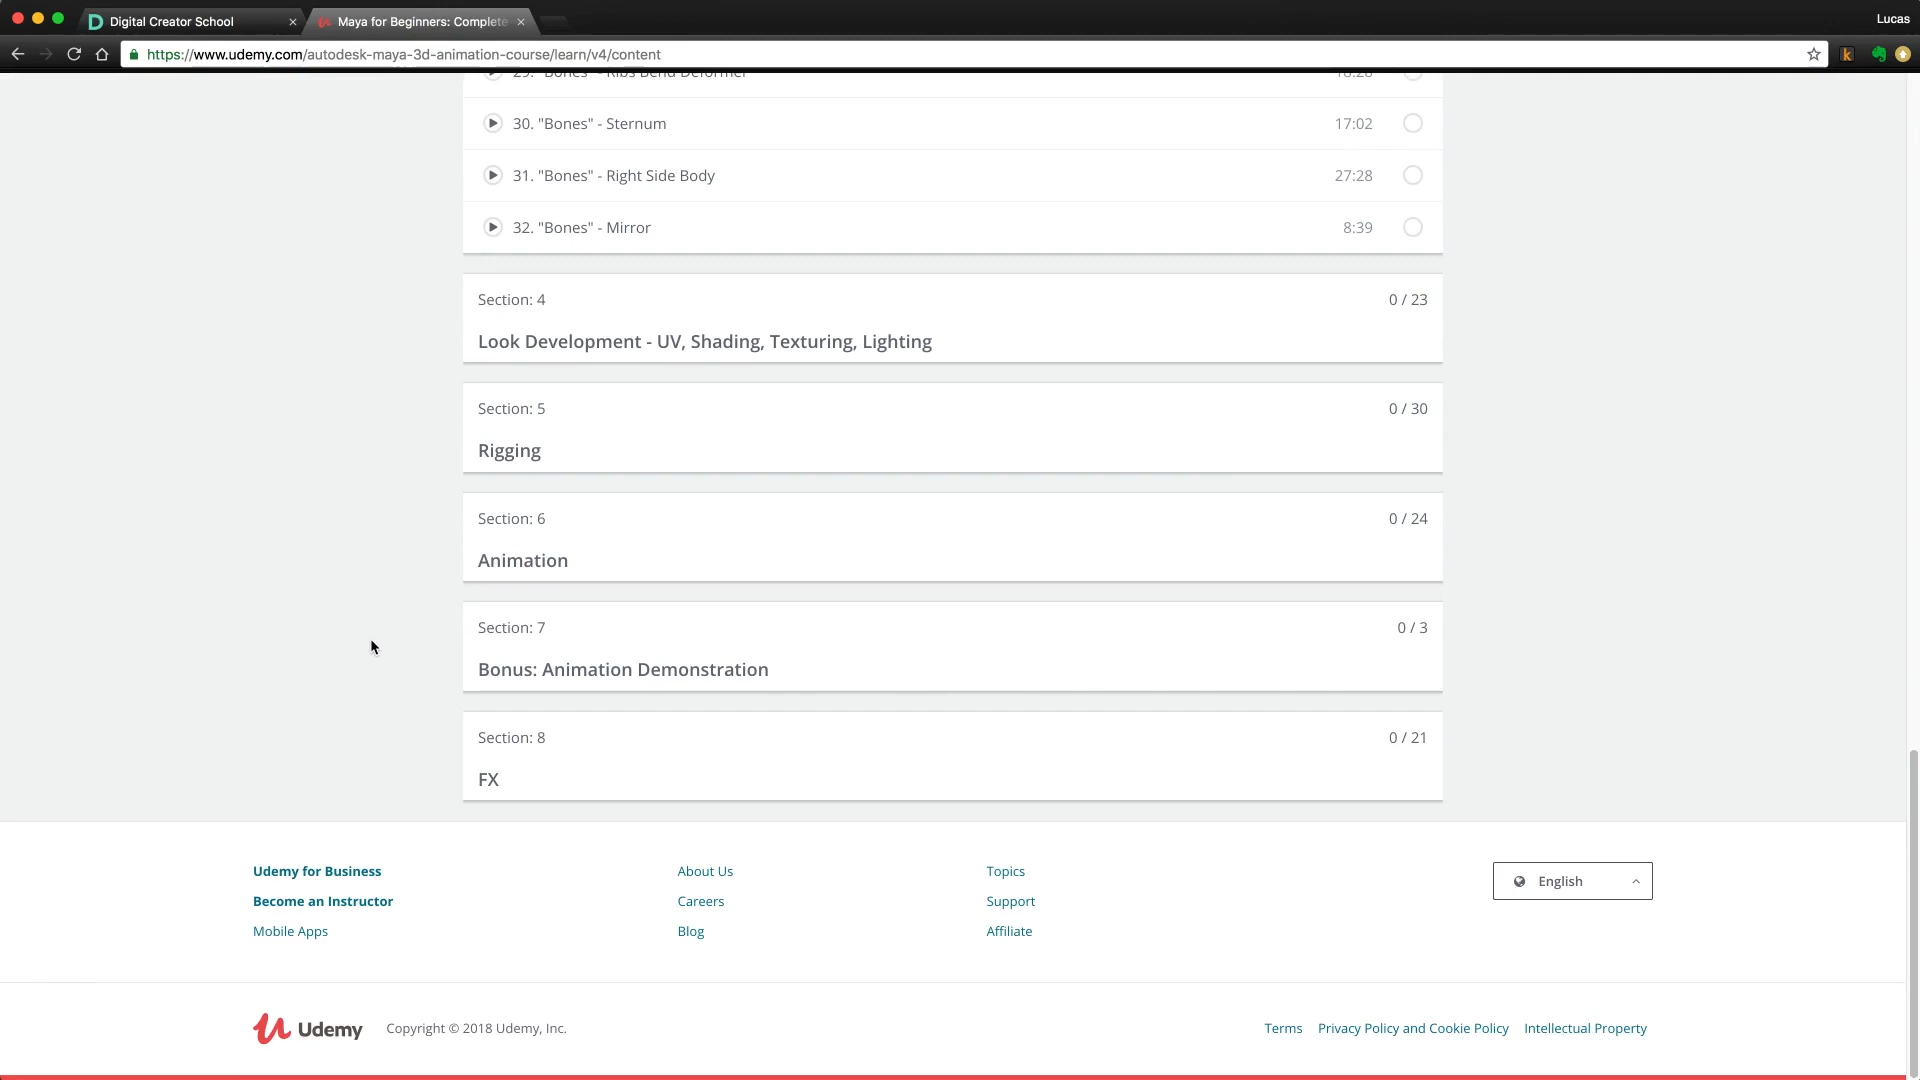 Digital Creator School
Maya for Beginners: Complete
Lucas
https://www.udemy.com/autodesk-maya-3d-animation-course/learn/v4/content
29. "Bones" - Ribs Bend Deformer
30. "Bones" - Sternum 17:02
31. "Bones" - Right Side Body 27:28
32. "Bones" - Mirror 8:39
Section: 4 0 / 23
Look Development - UV, Shading, Texturing, Lighting
Section: 5 0 / 30
Rigging
Section: 6 0 / 24
Animation
Section: 7 0 / 3
Bonus: Animation Demonstration
Section: 8 0 / 21
FX
Udemy for Business About Us Topics English
Become an Instructor Careers Support
Mobile Apps Blog Affiliate
Udemy Copyright © 2018 Udemy, Inc. Terms Privacy Policy and Cookie Policy Intellectual Property